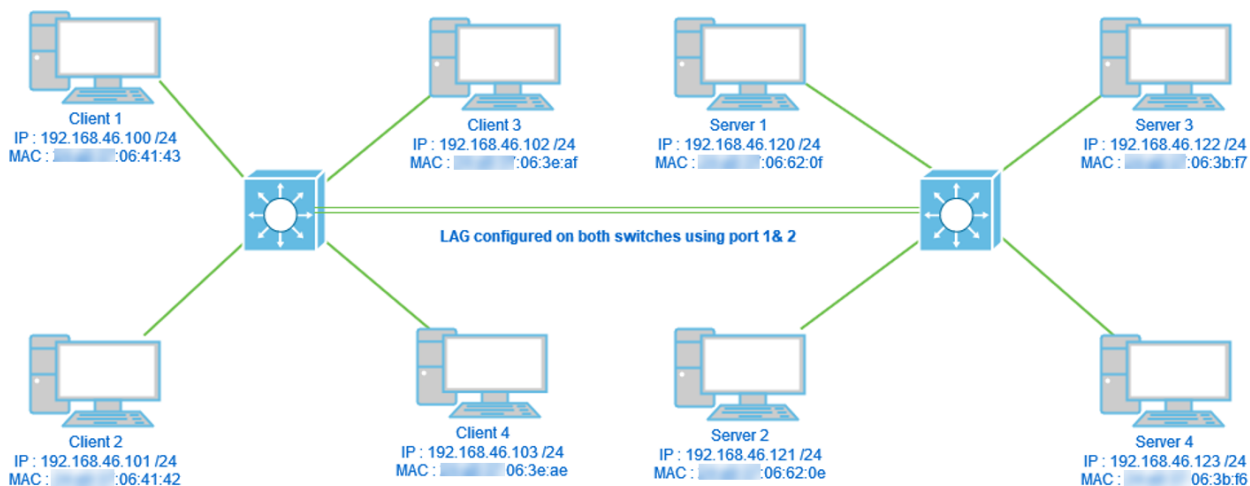 Client 1
IP : 192.168.46.100 /24
MAC : :06:41:43
Client 3
IP : 192.168.46.102 /24
MAC : :06:3e:af
Server 1
IP : 192.168.46.120 /24
MAC : :06:62:0f
Server 3
IP : 192.168.46.122 /24
MAC : :06:3b:f7
LAG configured on both switches using port 1& 2
Client 2
IP : 192.168.46.101 /24
MAC : :06:41:42
Client 4
IP : 192.168.46.103 /24
MAC : 06:3e:ae
Server 2
IP : 192.168.46.121 /24
MAC : :06:62:0e
Server 4
IP : 192.168.46.123 /24
MAC : 06:3b:f6